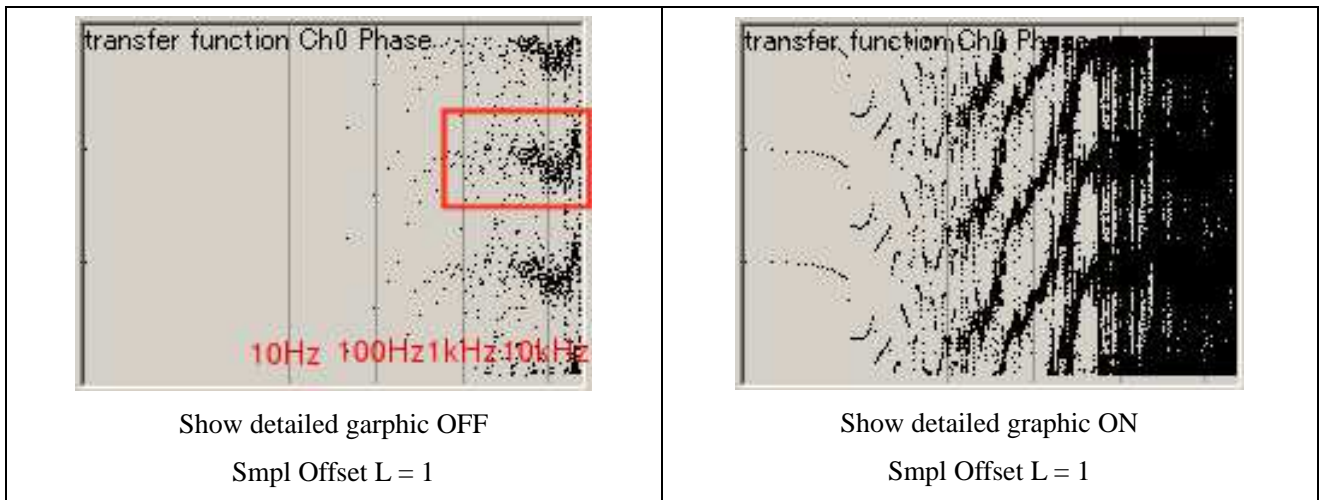 transfer function Ch0 Phase
10Hz 100Hz 1kHz 10kHz
Show detailed garphic OFF
Smpl Offset L = 1
transfer function Ch0 Phase
Show detailed graphic ON
Smpl Offset L = 1